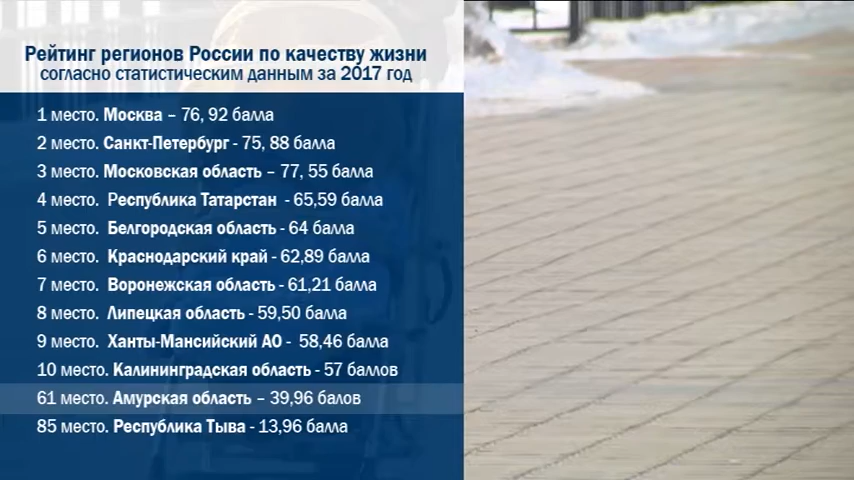 Рейтинг регионов России по качеству жизни
согласно статистическим данным за 2017 год
1 место. Москва – 76, 92 балла
2 место. Санкт-Петербург - 75, 88 балла
3 место. Московская область – 77, 55 балла
4 место. Республика Татарстан - 65,59 балла
5 место. Белгородская область - 64 балла
6 место. Краснодарский край - 62,89 балла
7 место. Воронежская область - 61,21 балла
8 место. Липецкая область - 59,50 балла
9 место. Ханты-Мансийский АО - 58,46 балла
10 место. Калининградская область - 57 баллов
61 место. Амурская область – 39,96 балов
85 место. Республика Тыва - 13,96 балла